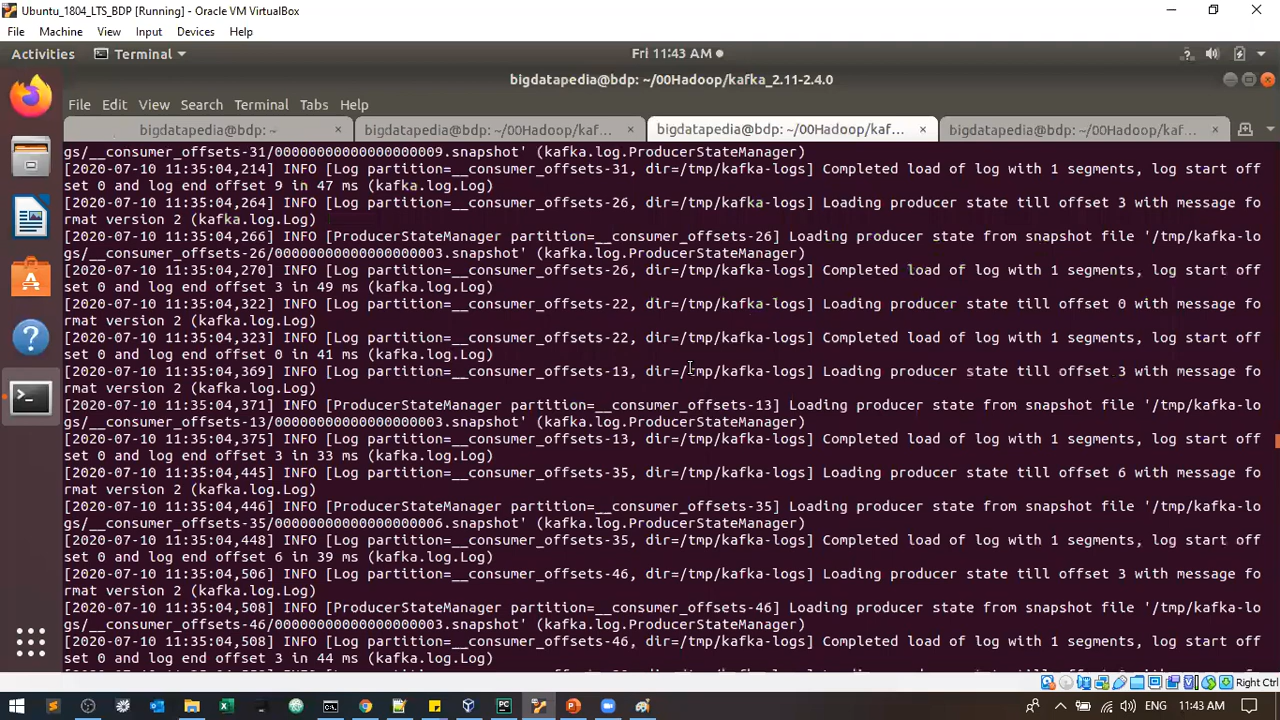 Ubuntu_1804_LTS_BDP [Running] - Oracle VM VirtualBox
File Machine View Input Devices Help
Activities Terminal Fri 11:43 AM
bigdatapedia@bdp: ~/00Hadoop/kafka_2.11-2.4.0
File Edit View Search Terminal Tabs Help
bigdatapedia@bdp: ~ × bigdatapedia@bdp: ~/00Hadoop/kaf... × bigdatapedia@bdp: ~/00Hadoop/kaf... × bigdatapedia@bdp: ~/00Hadoop/kaf... ×
gs/__consumer_offsets-31/00000000000000000009.snapshot' (kafka.log.ProducerStateManager)
[2020-07-10 11:35:04,214] INFO [Log partition=__consumer_offsets-31, dir=/tmp/kafka-logs] Completed load of log with 1 segments, log start off
set 0 and log end offset 9 in 47 ms (kafka.log.Log)
[2020-07-10 11:35:04,264] INFO [Log partition=__consumer_offsets-26, dir=/tmp/kafka-logs] Loading producer state till offset 3 with message fo
rmat version 2 (kafka.log.Log)
[2020-07-10 11:35:04,266] INFO [ProducerStateManager partition=__consumer_offsets-26] Loading producer state from snapshot file '/tmp/kafka-lo
gs/__consumer_offsets-26/00000000000000000003.snapshot' (kafka.log.ProducerStateManager)
[2020-07-10 11:35:04,270] INFO [Log partition=__consumer_offsets-26, dir=/tmp/kafka-logs] Completed load of log with 1 segments, log start off
set 0 and log end offset 3 in 49 ms (kafka.log.Log)
[2020-07-10 11:35:04,322] INFO [Log partition=__consumer_offsets-22, dir=/tmp/kafka-logs] Loading producer state till offset 0 with message fo
rmat version 2 (kafka.log.Log)
[2020-07-10 11:35:04,323] INFO [Log partition=__consumer_offsets-22, dir=/tmp/kafka-logs] Completed load of log with 1 segments, log start off
set 0 and log end offset 0 in 41 ms (kafka.log.Log)
[2020-07-10 11:35:04,369] INFO [Log partition=__consumer_offsets-13, dir=/tmp/kafka-logs] Loading producer state till offset 3 with message fo
rmat version 2 (kafka.log.Log)
[2020-07-10 11:35:04,371] INFO [ProducerStateManager partition=__consumer_offsets-13] Loading producer state from snapshot file '/tmp/kafka-lo
gs/__consumer_offsets-13/00000000000000000003.snapshot' (kafka.log.ProducerStateManager)
[2020-07-10 11:35:04,375] INFO [Log partition=__consumer_offsets-13, dir=/tmp/kafka-logs] Completed load of log with 1 segments, log start off
set 0 and log end offset 3 in 33 ms (kafka.log.Log)
[2020-07-10 11:35:04,445] INFO [Log partition=__consumer_offsets-35, dir=/tmp/kafka-logs] Loading producer state till offset 6 with message fo
rmat version 2 (kafka.log.Log)
[2020-07-10 11:35:04,446] INFO [ProducerStateManager partition=__consumer_offsets-35] Loading producer state from snapshot file '/tmp/kafka-lo
gs/__consumer_offsets-35/00000000000000000006.snapshot' (kafka.log.ProducerStateManager)
[2020-07-10 11:35:04,448] INFO [Log partition=__consumer_offsets-35, dir=/tmp/kafka-logs] Completed load of log with 1 segments, log start off
set 0 and log end offset 6 in 39 ms (kafka.log.Log)
[2020-07-10 11:35:04,506] INFO [Log partition=__consumer_offsets-46, dir=/tmp/kafka-logs] Loading producer state till offset 3 with message fo
rmat version 2 (kafka.log.Log)
[2020-07-10 11:35:04,508] INFO [ProducerStateManager partition=__consumer_offsets-46] Loading producer state from snapshot file '/tmp/kafka-lo
gs/__consumer_offsets-46/00000000000000000003.snapshot' (kafka.log.ProducerStateManager)
[2020-07-10 11:35:04,508] INFO [Log partition=__consumer_offsets-46, dir=/tmp/kafka-logs] Completed load of log with 1 segments, log start off
set 0 and log end offset 3 in 44 ms (kafka.log.Log)
Right Ctrl
ENG 11:43 AM